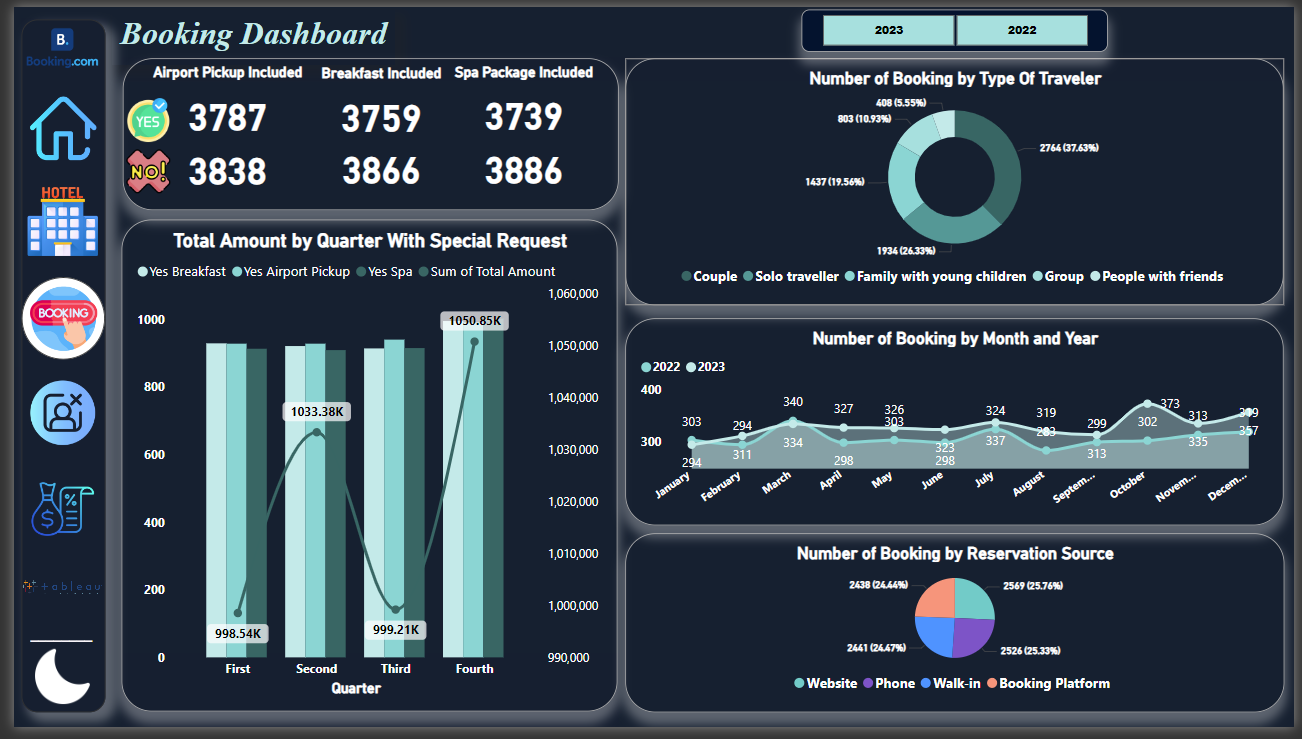 B.
Booking.com
Booking Dashboard
2023
2022
HOTEL
BOOKING
tableau
Airport Pickup Included
Breakfast Included
Spa Package Included
YES
3787
3759
3739
NO!
3838
3866
3886
Total Amount by Quarter With Special Request
Yes Breakfast
Yes Airport Pickup
Yes Spa
Sum of Total Amount
1000
800
600
400
200
0
1,060,000
1,050,000
1,040,000
1,030,000
1,020,000
1,010,000
1,000,000
990,000
998.54K
1033.38K
999.21K
1050.85K
First
Second
Third
Fourth
Quarter
Number of Booking by Type Of Traveler
408 (5.55%)
803 (10.93%)
2764 (37.63%)
1437 (19.56%)
1934 (26.33%)
Couple
Solo traveller
Family with young children
Group
People with friends
Number of Booking by Month and Year
2022
2023
400
300
303
294
340
327
326
303
324
319
299
373
302
313
294
311
334
298
323
298
337
313
335
357
January
February
March
April
May
June
July
August
Septem...
October
Novem...
Decem...
Number of Booking by Reservation Source
2438 (24.44%)
2569 (25.76%)
2441 (24.47%)
2526 (25.33%)
Website
Phone
Walk-in
Booking Platform